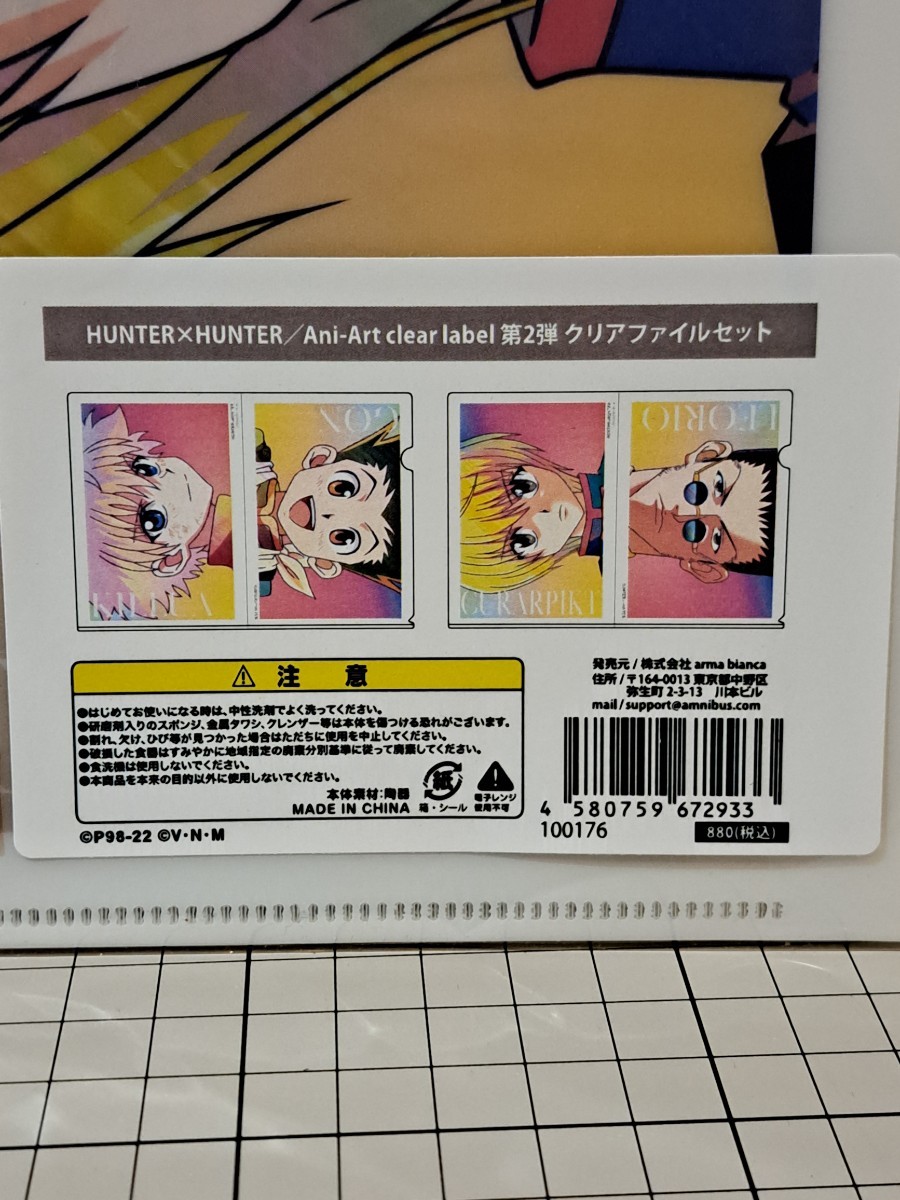 HUNTER×HUNTER／Ani-Art clear label 第2弾 クリアファイルセット
KILLUA
GON
CURARPIKT
LEORIO
注 意
●はじめてお使いになる時は、中性洗剤でよく洗ってください。
●研磨剤入りのスポンジ、金属タワシ、クレンザー等は本体を傷つける恐れがございます。
●割れ、欠け、ひび等が見つかった場合はただちに使用を中止してください。
●破損した食器はすみやかに地域指定の廃棄分別基準に従って廃棄してください。
●食洗機は使用しないでください。
●本商品を本来の目的以外に使用しないでください。
本体素材:陶器
MADE IN CHINA
紙
箱・シール
電子レンジ
使用不可
©P98-22 ©V・N・M
発売元 / 株式会社 arma bianca
住所 / 〒164-0013 東京都中野区
弥生町 2-3-13 川本ビル
mail / support@amnibus.com
4 580759 672933
100176
880(税込)